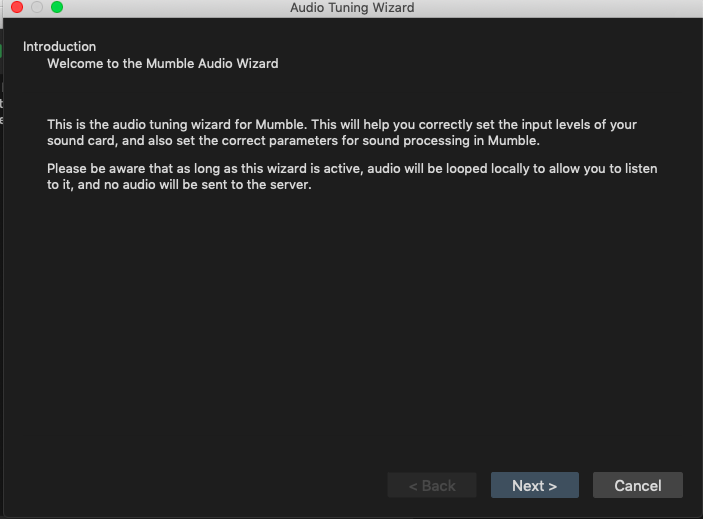 Audio Tuning Wizard
Introduction
Welcome to the Mumble Audio Wizard
This is the audio tuning wizard for Mumble. This will help you correctly set the input levels of your
sound card, and also set the correct parameters for sound processing in Mumble.
Please be aware that as long as this wizard is active, audio will be looped locally to allow you to listen
to it, and no audio will be sent to the server.
< Back
Next >
Cancel